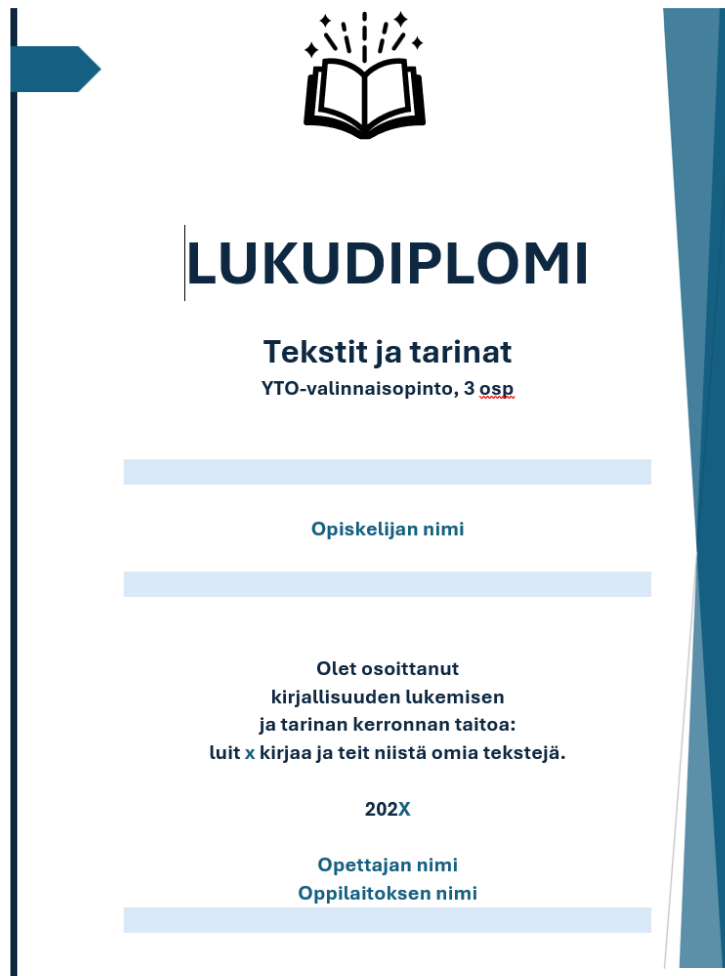 LUKUDIPLOMI
Tekstit ja tarinat
YTO-valinnaisopinto, 3 osp
Opiskelijan nimi
Olet osoittanut
kirjallisuuden lukemisen
ja tarinan kerronnan taitoa:
luit x kirjaa ja teit niistä omia tekstejä.
202X
Opettajan nimi
Oppilaitoksen nimi